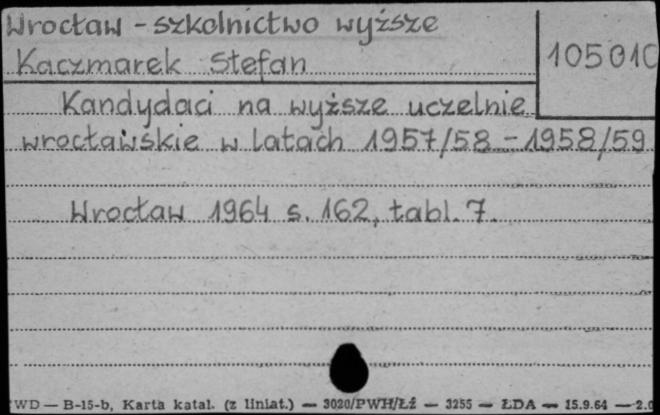 Wrocław - szkolnictwo wyższe
Kaczmarek Stefan
105010
Kandydaci na wyższe uczelnie
wrocławskie w latach 1957/58 - 1958/59
Wrocław 1964 s. 162, tabl. 7.
WD — B-15-b, Karta katal. (z liniat.) — 3020/PWH/Łź — 3255 — ŁDA — 15.9.64 — 2.0